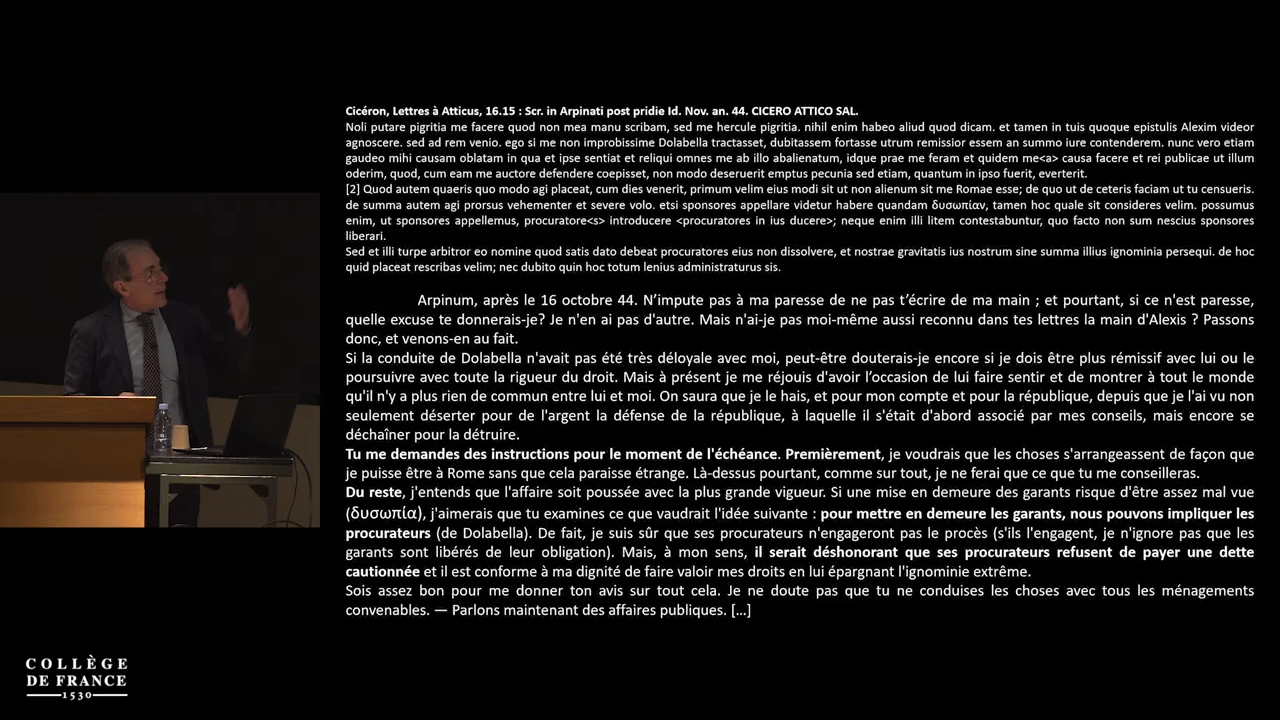 Cicéron, Lettres à Atticus, 16.15 : Scr. in Arpinati post pridie Id. Nov. an. 44. CICERO ATTICO SAL.
Noli putare pigritia me facere quod non mea manu scribam, sed me hercule pigritia. nihil enim habeo aliud quod dicam. et tamen in tuis quoque epistulis Alexim videor
agnoscere. sed ad rem venio. ego si me non improbissime Dolabella tractasset, dubitassem fortasse utrum remissior essem an summo iure contenderem. nunc vero etiam
gaudeo mihi causam oblatam in qua et ipse sentiat et reliqui omnes me ab illo abalienatum, idque prae me feram et quidem me<a> causa facere et rei publicae ut illum
oderim, quod, cum eam me auctore defendere coepisset, non modo deseruerit emptus pecunia sed etiam, quantum in ipso fuerit, everterit.
[2] Quod autem quaeris quo modo agi placeat, cum dies venerit, primum velim eius modi sit ut non alienum sit me Romae esse; de quo ut de ceteris faciam ut tu censueris.
de summa autem agi prorsus vehementer et severe volo. etsi sponsores appellare videtur habere quandam δυσωπίαν, tamen hoc quale sit consideres velim. possumus
enim, ut sponsores appellemus, procuratore<s> introducere <procuratores in ius ducere>; neque enim illi litem contestabuntur, quo facto non sum nescius sponsores
liberari.
Sed et illi turpe arbitror eo nomine quod satis dato debeat procuratores eius non dissolvere, et nostrae gravitatis ius nostrum sine summa illius ignominia persequi. de hoc
quid placeat rescribas velim; nec dubito quin hoc totum lenius administraturus sis.
Arpinum, après le 16 octobre 44. N'impute pas à ma paresse de ne pas t'écrire de ma main ; et pourtant, si ce n'est paresse,
quelle excuse te donnerais-je? Je n'en ai pas d'autre. Mais n'ai-je pas moi-même aussi reconnu dans tes lettres la main d'Alexis ? Passons
donc, et venons-en au fait.
Si la conduite de Dolabella n'avait pas été très déloyale avec moi, peut-être douterais-je encore si je dois être plus rémissif avec lui ou le
poursuivre avec toute la rigueur du droit. Mais à présent je me réjouis d'avoir l'occasion de lui faire sentir et de montrer à tout le monde
qu'il n'y a plus rien de commun entre lui et moi. On saura que je le hais, et pour mon compte et pour la république, depuis que je l'ai vu non
seulement déserter pour de l'argent la défense de la république, à laquelle il s'était d'abord associé par mes conseils, mais encore se
déchaîner pour la détruire.
Tu me demandes des instructions pour le moment de l'échéance. Premièrement, je voudrais que les choses s'arrangeassent de façon que
je puisse être à Rome sans que cela paraisse étrange. Là-dessus pourtant, comme sur tout, je ne ferai que ce que tu me conseilleras.
Du reste, j'entends que l'affaire soit poussée avec la plus grande vigueur. Si une mise en demeure des garants risque d'être assez mal vue
(δυσωπία), j'aimerais que tu examines ce que vaudrait l'idée suivante : pour mettre en demeure les garants, nous pouvons impliquer les
procurateurs (de Dolabella). De fait, je suis sûr que ses procurateurs n'engageront pas le procès (s'ils l'engagent, je n'ignore pas que les
garants sont libérés de leur obligation). Mais, à mon sens, il serait déshonorant que ses procurateurs refusent de payer une dette
cautionnée et il est conforme à ma dignité de faire valoir mes droits en lui épargnant l'ignominie extrême.
Sois assez bon pour me donner ton avis sur tout cela. Je ne doute pas que tu ne conduises les choses avec tous les ménagements
convenables. — Parlons maintenant des affaires publiques. […]
COLLÈGE
DE FRANCE
1530